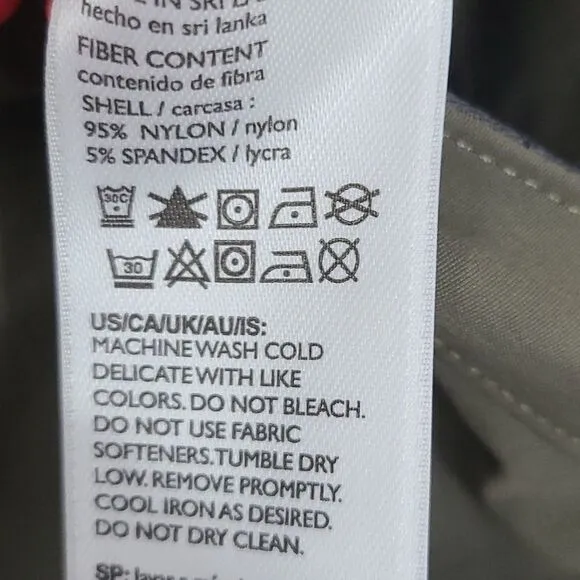 hecho en sri lanka
FIBER CONTENT
contenido de fibra
SHELL / carcasa :
95% NYLON / nylon
5% SPANDEX / lycra
30C
30
US/CA/UK/AU/IS:
MACHINE WASH COLD
DELICATE WITH LIKE
COLORS. DO NOT BLEACH.
DO NOT USE FABRIC
SOFTENERS. TUMBLE DRY
LOW. REMOVE PROMPTLY.
COOL IRON AS DESIRED.
DO NOT DRY CLEAN.
SP: